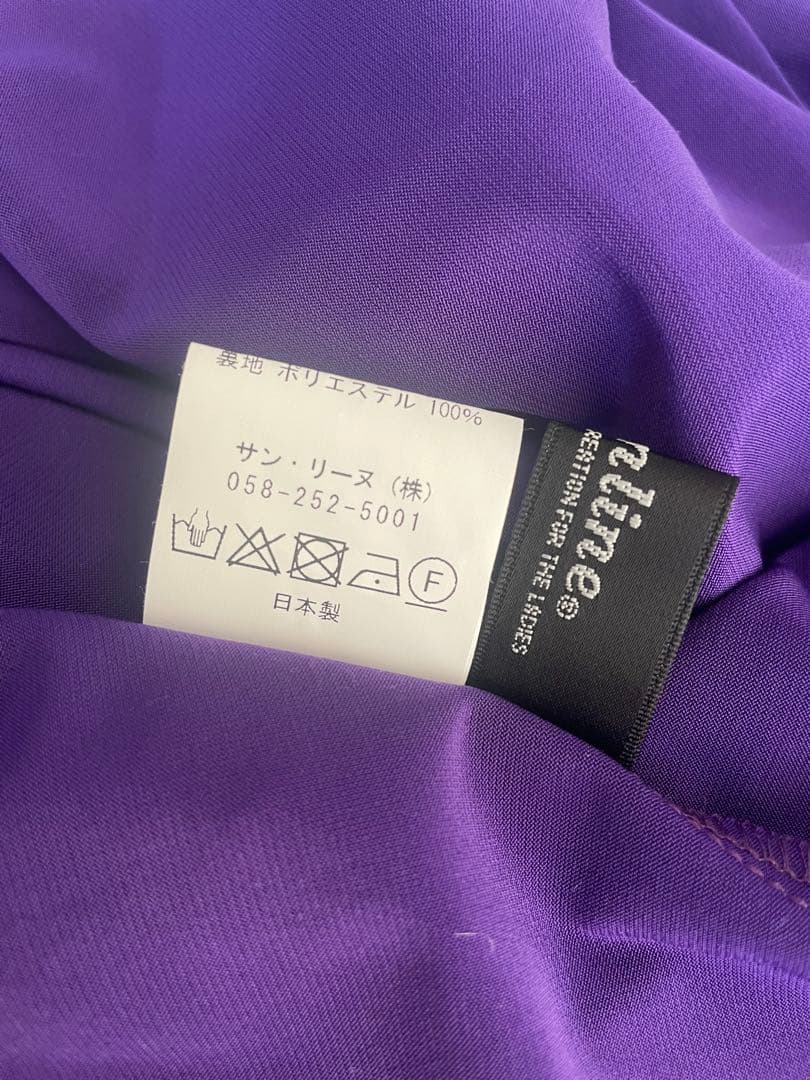 裏地 ポリエステル 100%
サン・リーヌ (株)
058-252-5001
F
日本製
line®
FOR THE LADIES